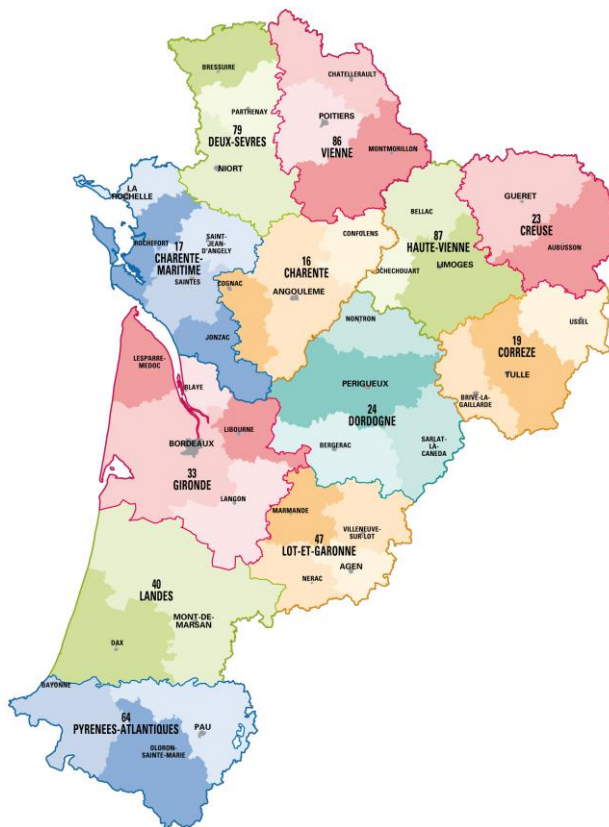 BRESSUIRE
CHATELLERAULT
PARTHENAY
POITIERS
79
DEUX-SEVRES
86
VIENNE
MONTMORILLON
NIORT
LA
ROCHELLE
BELLAC
GUERET
23
CREUSE
ROCHEFORT
17
CHARENTE-
MARITIME
SAINT-
JEAN-
D'ANGELY
CONFOLENS
87
HAUTE-VIENNE
AUBUSSON
16
CHARENTE
OCHECHOUART
LIMOGES
SAINTES
COGNAC
ANGOULEME
NONTRON
USSEL
JONZAC
19
CORREZE
TULLE
LESPARRE-
MEDOC
BLAYE
PERIGUEUX
BRIVE-LA-
GAILLARDE
24
DORDOGNE
LIBOURNE
BORDEAUX
BERGERAC
SARLAT-
LA-
CANEDA
33
GIRONDE
LANGON
MARMANDE
VILLENEUVE-
SUR-LOT
47
LOT-ET-GARONNE
AGEN
NERAC
40
LANDES
MONT-DE-
MARSAN
DAX
BAYONNE
64
PYRENEES-ATLANTIQUES
PAU
OLORON-
SAINTE-MARIE